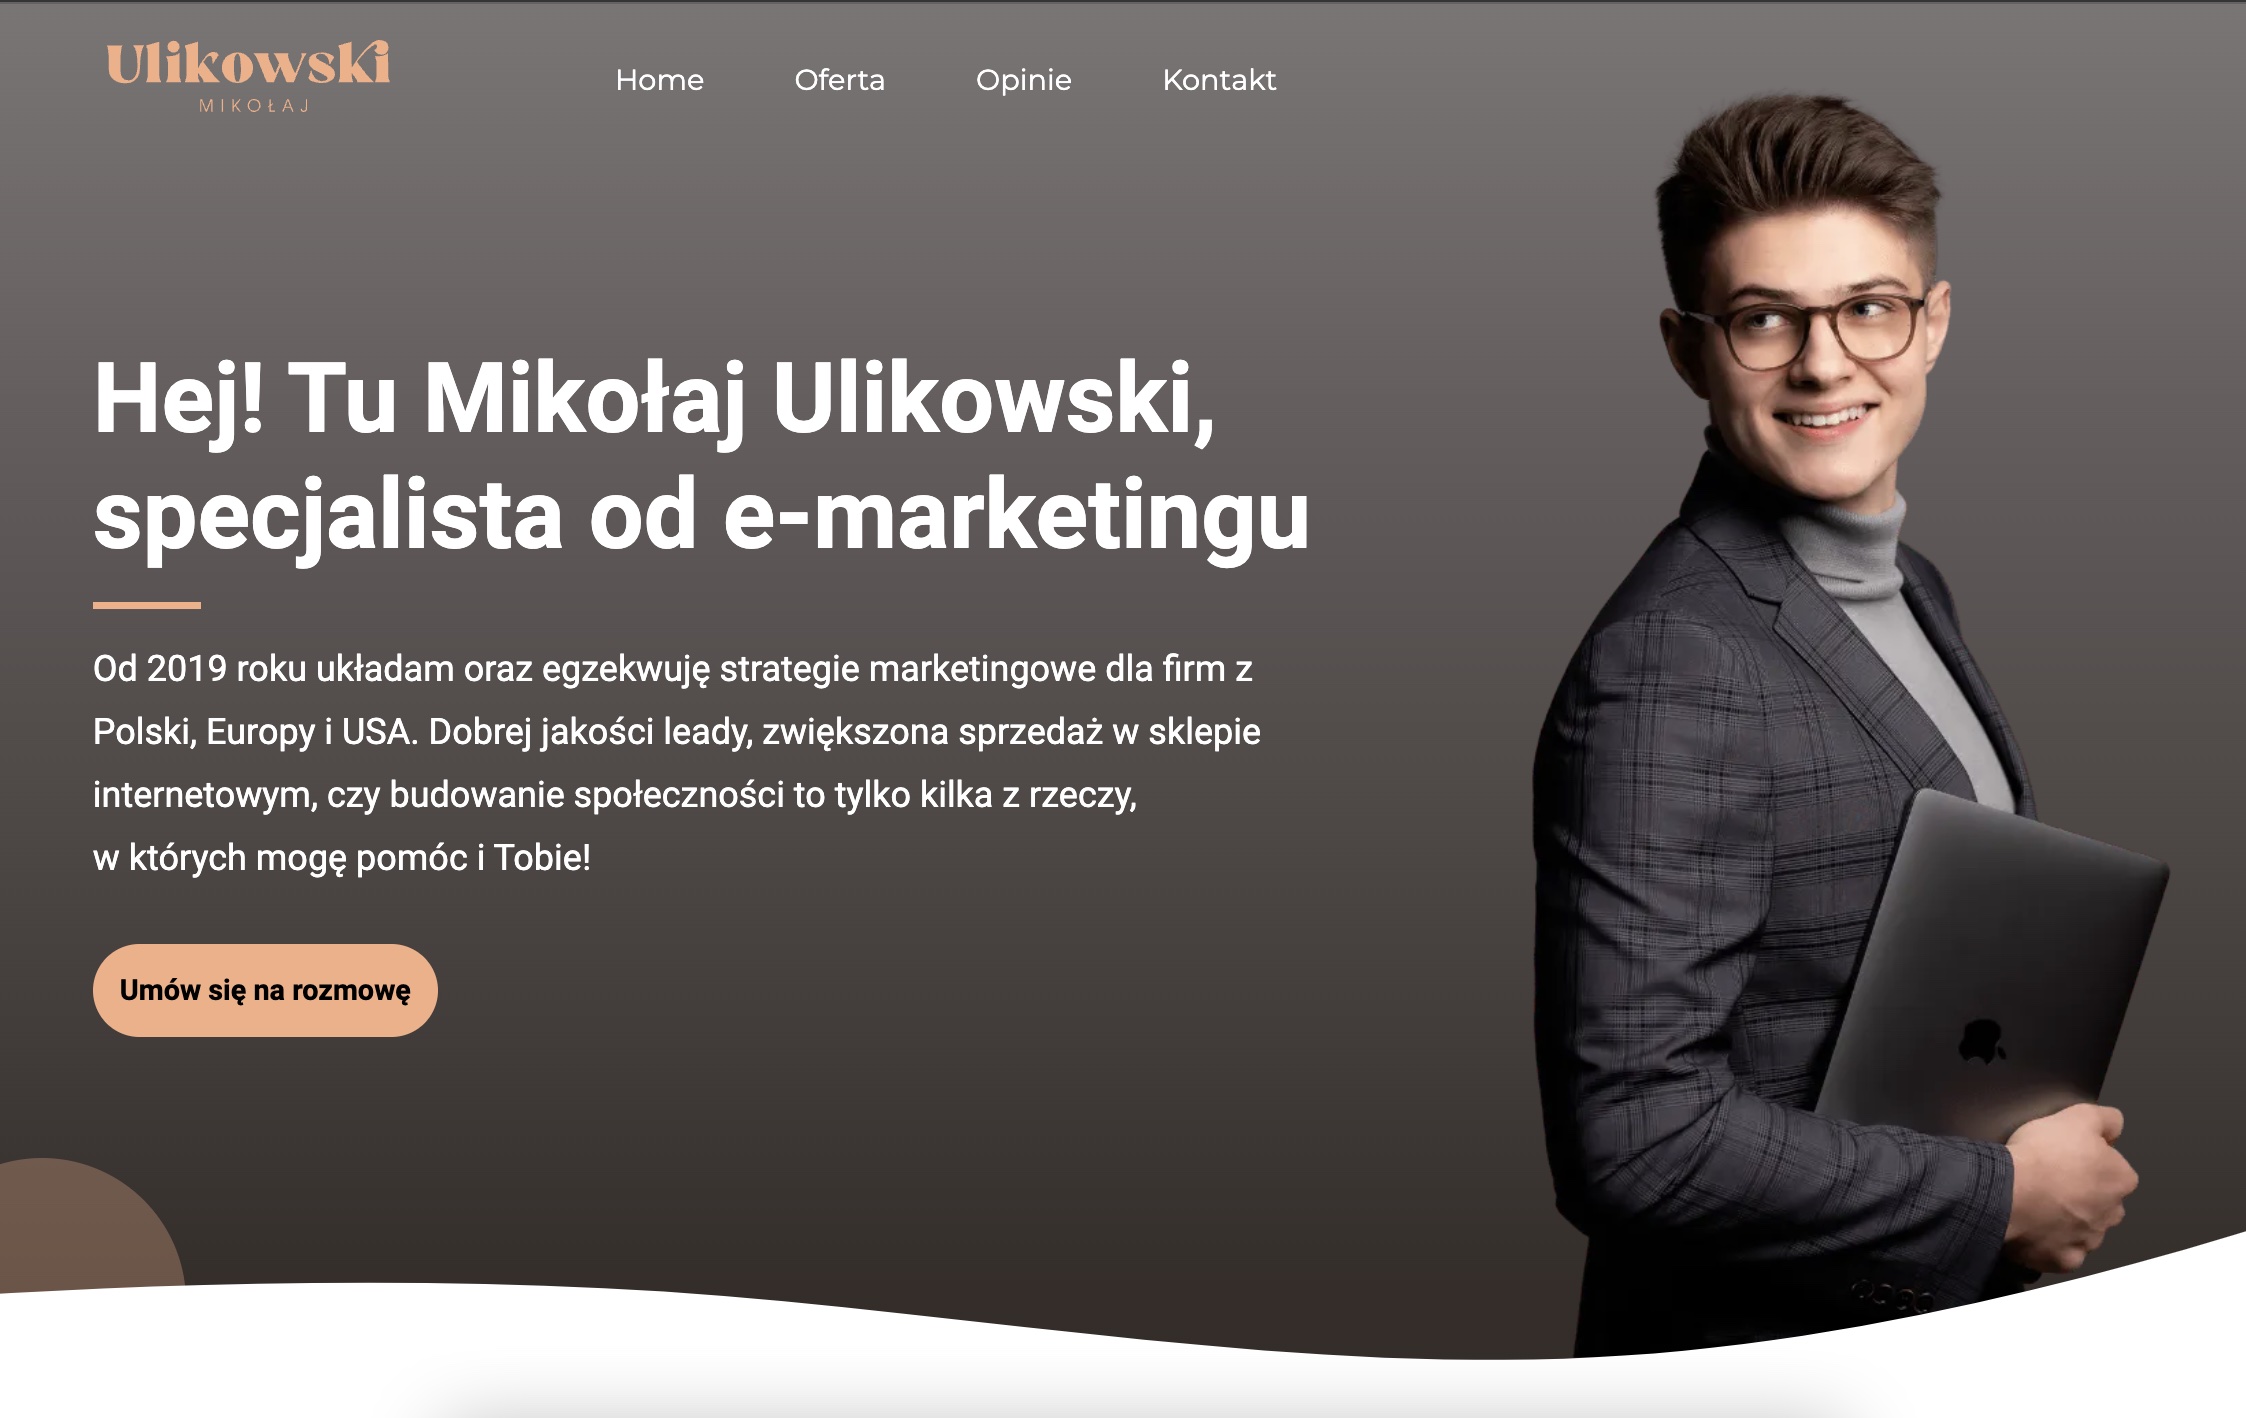 Ulikowski
MIKOŁAJ
Home
Oferta
Opinie
Kontakt
Hej! Tu Mikołaj Ulikowski,
specjalista od e-marketingu
Od 2019 roku układam oraz egzekwuję strategie marketingowe dla firm z
Polski, Europy i USA. Dobrej jakości leady, zwiększona sprzedaż w sklepie
internetowym, czy budowanie społeczności to tylko kilka z rzeczy,
w których mogę pomóc i Tobie!
Umów się na rozmowę